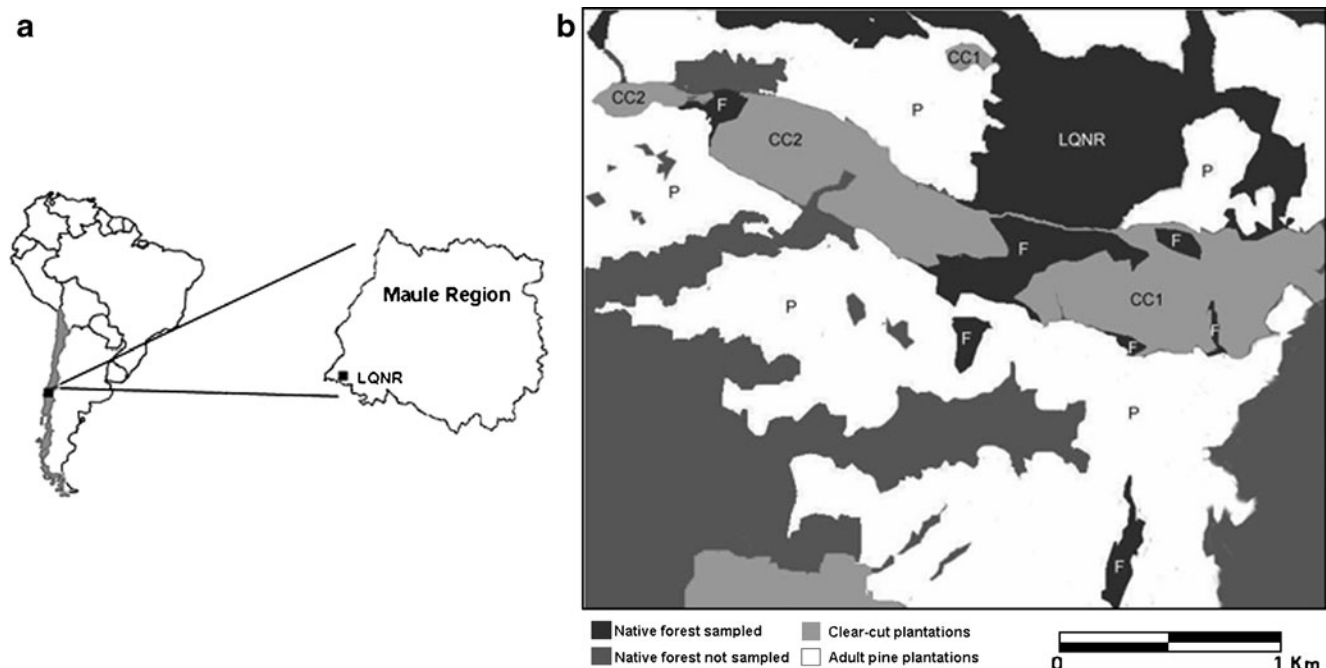 a
b
Maule Region
LQNR
CC1
CC2
F
P
CC2
LQNR
P
P
F
F
CC1
P
F
F
F
P
F
Native forest sampled
Clear-cut plantations
Native forest not sampled
Adult pine plantations
0 1 Km